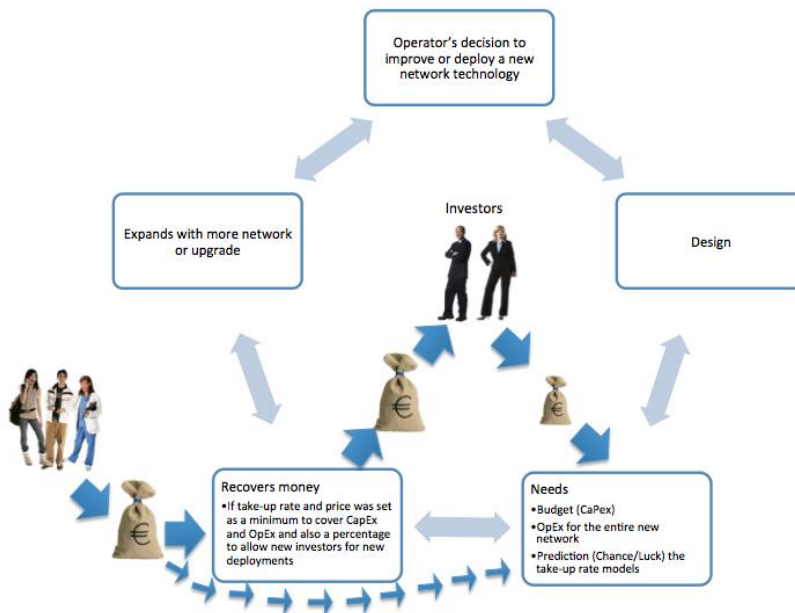 Operator's decision to
improve or deploy a new
network technology
Investors
Expands with more network
or upgrade
Design
€
€
€
Recovers money
•If take-up rate and price was set
as a minimum to cover CapEx
and OpEx and also a percentage
to allow new investors for new
deployments
Needs
•Budget (CaPex)
•OpEx for the entire new
network
•Prediction (Chance/Luck) the
take-up rate models